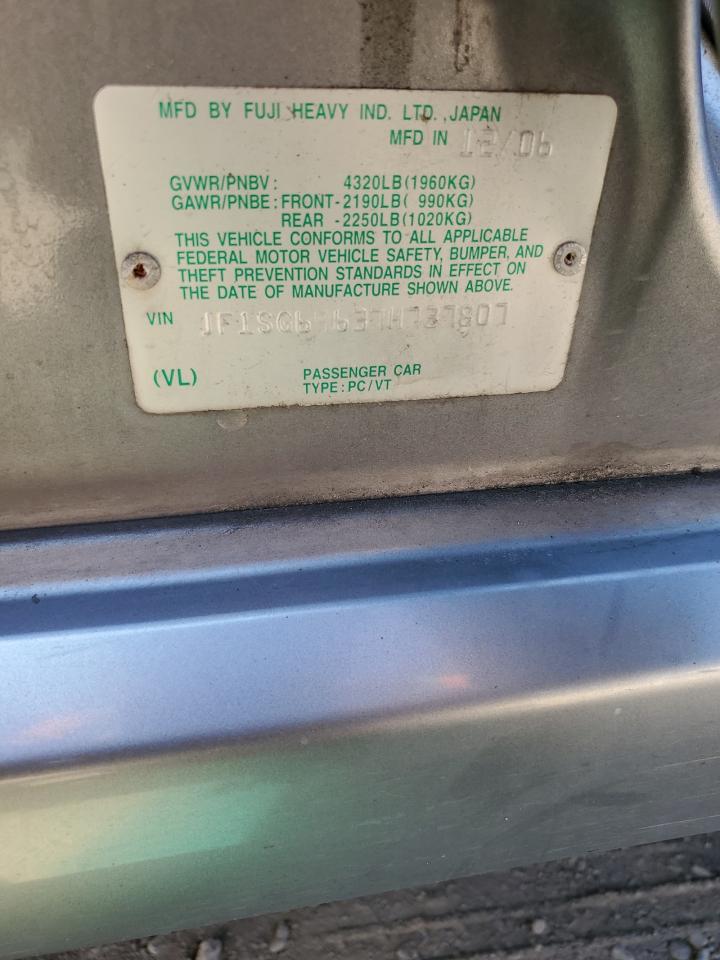 MFD BY FUJI HEAVY IND. LTD., JAPAN
MFD IN 12/06
GVWR/PNBV: 4320LB(1960KG)
GAWR/PNBE: FRONT-2190LB( 990KG)
REAR -2250LB(1020KG)
THIS VEHICLE CONFORMS TO ALL APPLICABLE
FEDERAL MOTOR VEHICLE SAFETY, BUMPER, AND
THEFT PREVENTION STANDARDS IN EFFECT ON
THE DATE OF MANUFACTURE SHOWN ABOVE.
VIN
(VL)
PASSENGER CAR
TYPE: PC/VT